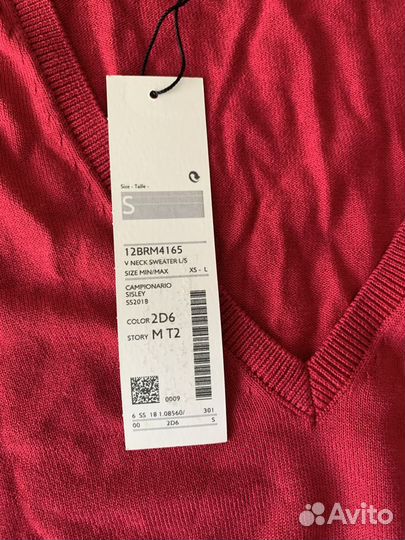 Size - Taille -
S
12BRM4165
V NECK SWEATER L/S
SIZE MIN/MAX XS - L
CAMPIONARIO
SISLEY
SS2018
COLOR 2D6
STORY M T2
0009
6 SS 18 1.08560/ 301
00 2D6 S
Avito